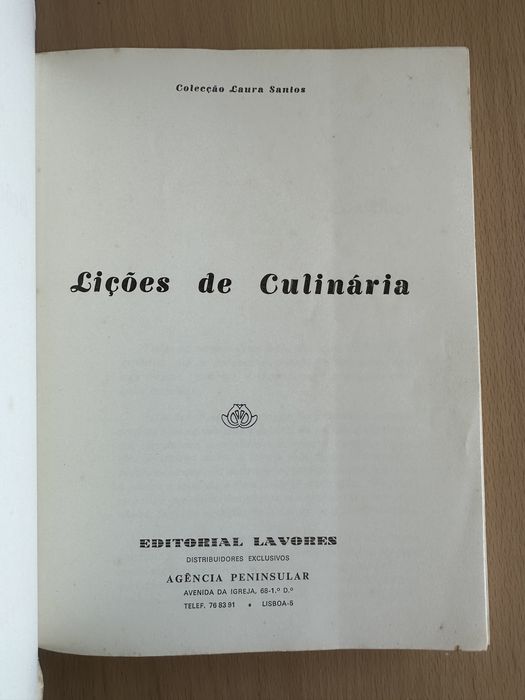 Colecção Laura Santos
Lições de Culinária
EDITORIAL LAVORES
DISTRIBUIDORES EXCLUSIVOS
AGÊNCIA PENINSULAR
AVENIDA DA IGREJA, 68-1.º D.º
TELEF. 76 83 91 • LISBOA-5